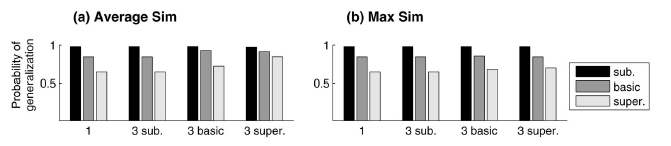 (a) Average Sim
(b) Max Sim
Probability of
generalization
1
0.5
1
3 sub.
3 basic
3 super.
1
0.5
1
3 sub.
3 basic
3 super.
sub.
basic
super.